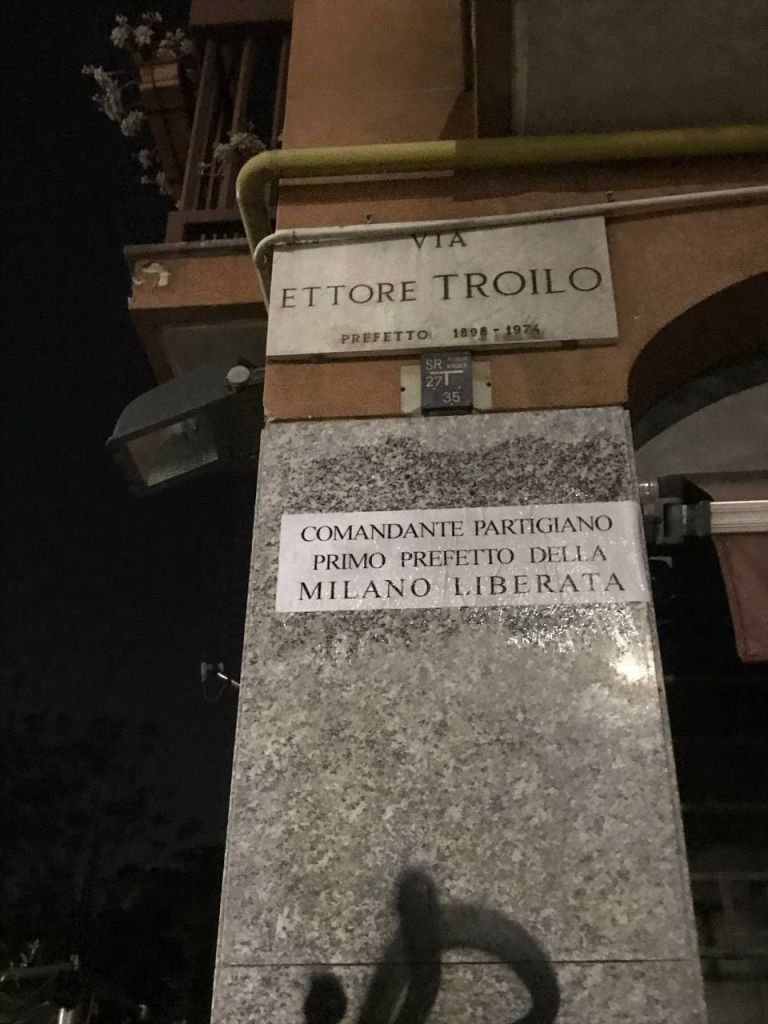 VIA
ETTORE TROILO
PREFETTO 1898 - 1974
SR
27
35
COMANDANTE PARTIGIANO
PRIMO PREFETTO DELLA
MILANO LIBERATA